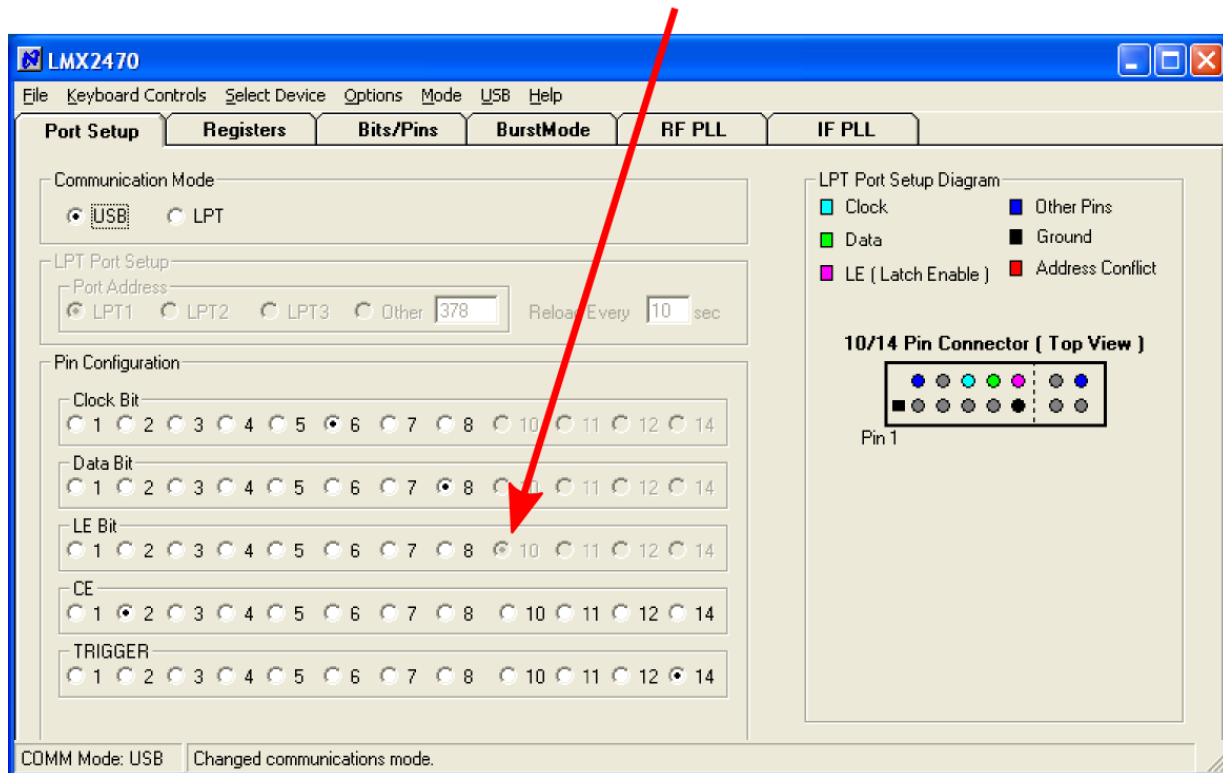 LMX2470
File Keyboard Controls Select Device Options Mode USB Help
Port Setup Registers Bits/Pins BurstMode RF PLL IF PLL
Communication Mode
USB LPT
LPT Port Setup
Port Address
LPT1 LPT2 LPT3 Other 378 Reload Every 10 sec
Pin Configuration
Clock Bit
1 2 3 4 5 6 7 8 10 11 12 14
Data Bit
1 2 3 4 5 6 7 8 10 11 12 14
LE Bit
1 2 3 4 5 6 7 8 10 11 12 14
CE
1 2 3 4 5 6 7 8 10 11 12 14
TRIGGER
1 2 3 4 5 6 7 8 10 11 12 14
LPT Port Setup Diagram
Clock Other Pins
Data Ground
LE ( Latch Enable ) Address Conflict
10/14 Pin Connector ( Top View )
Pin 1
COMM Mode: USB Changed communications mode.